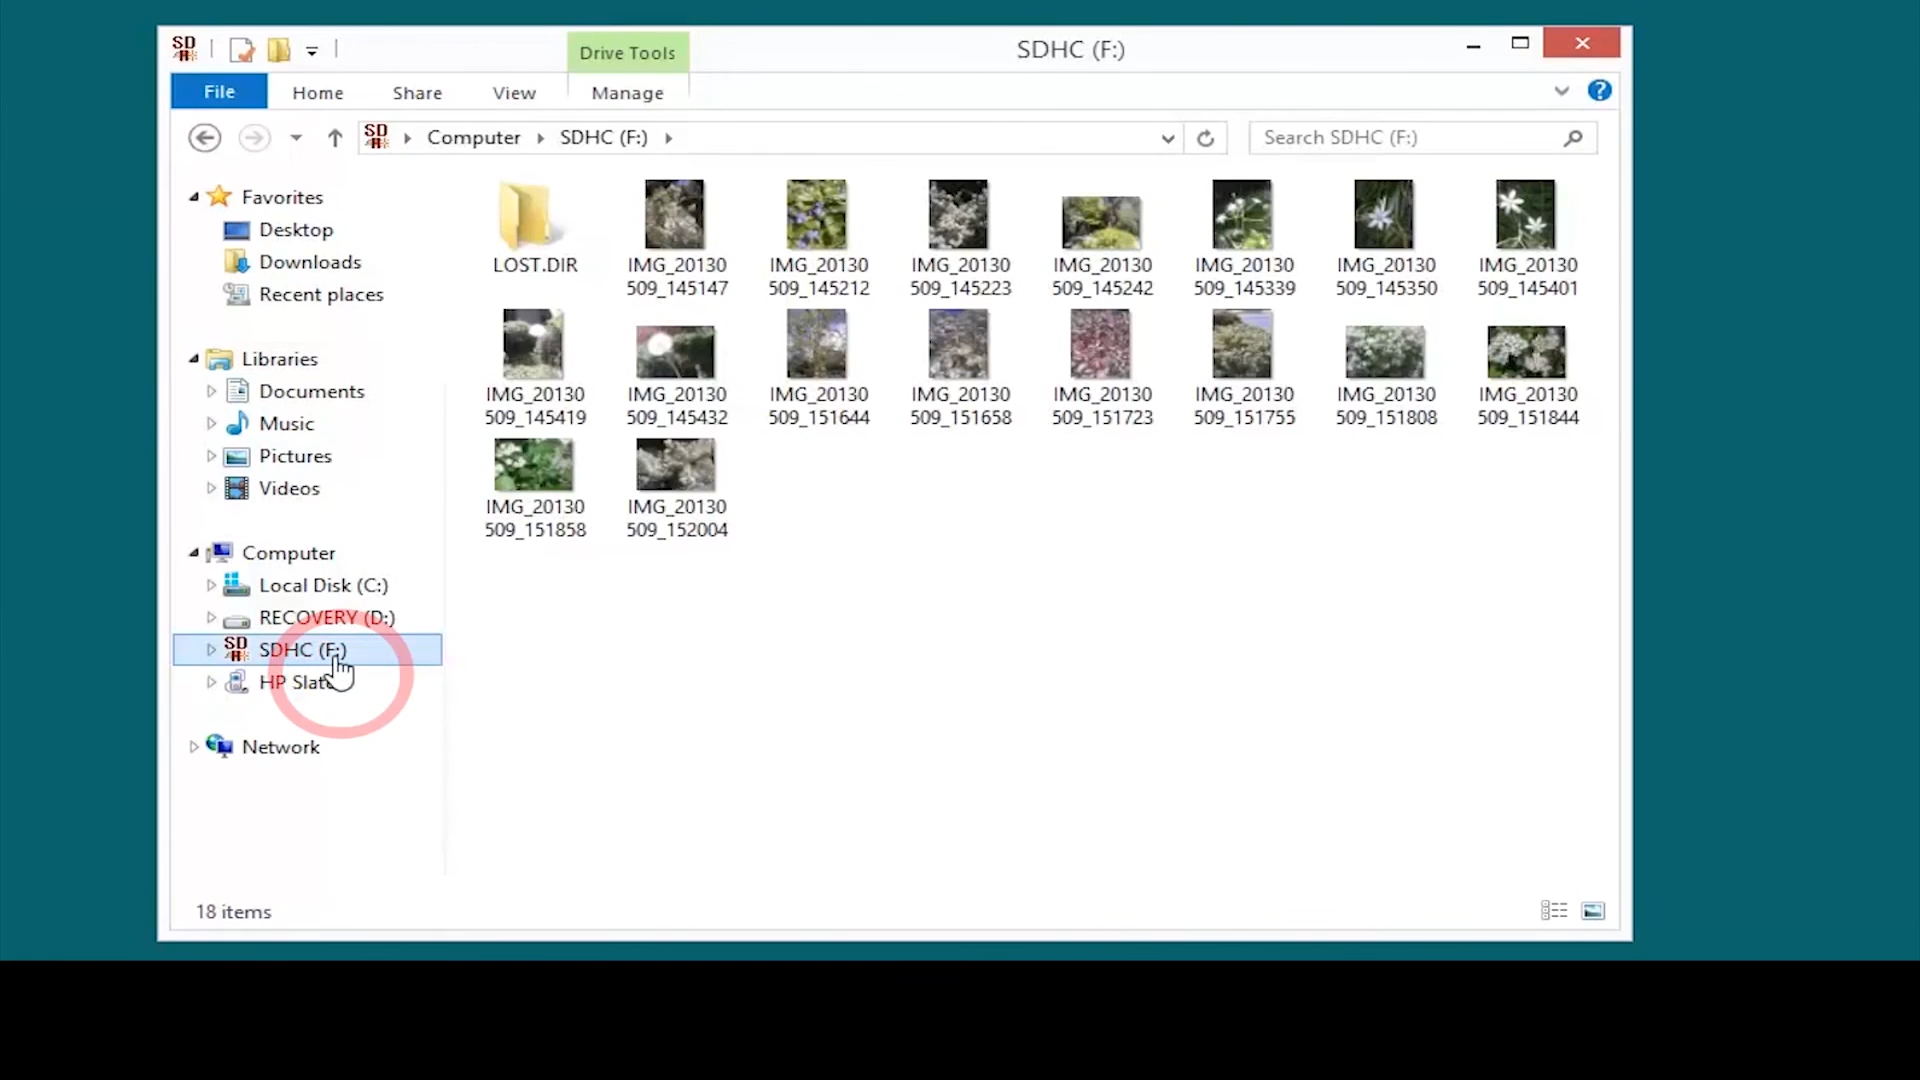 SD
Drive Tools
SDHC (F:)
File
Home
Share
View
Manage
SD
Computer
SDHC (F:)
Search SDHC (F:)
Favorites
Desktop
Downloads
Recent places
Libraries
Documents
Music
Pictures
Videos
Computer
Local Disk (C:)
RECOVERY (D:)
SD
SDHC (F:)
HP Slate
Network
LOST.DIR
IMG_20130
509_145147
IMG_20130
509_145212
IMG_20130
509_145223
IMG_20130
509_145242
IMG_20130
509_145339
IMG_20130
509_145350
IMG_20130
509_145401
IMG_20130
509_145419
IMG_20130
509_145432
IMG_20130
509_151644
IMG_20130
509_151658
IMG_20130
509_151723
IMG_20130
509_151755
IMG_20130
509_151808
IMG_20130
509_151844
IMG_20130
509_151858
IMG_20130
509_152004
18 items